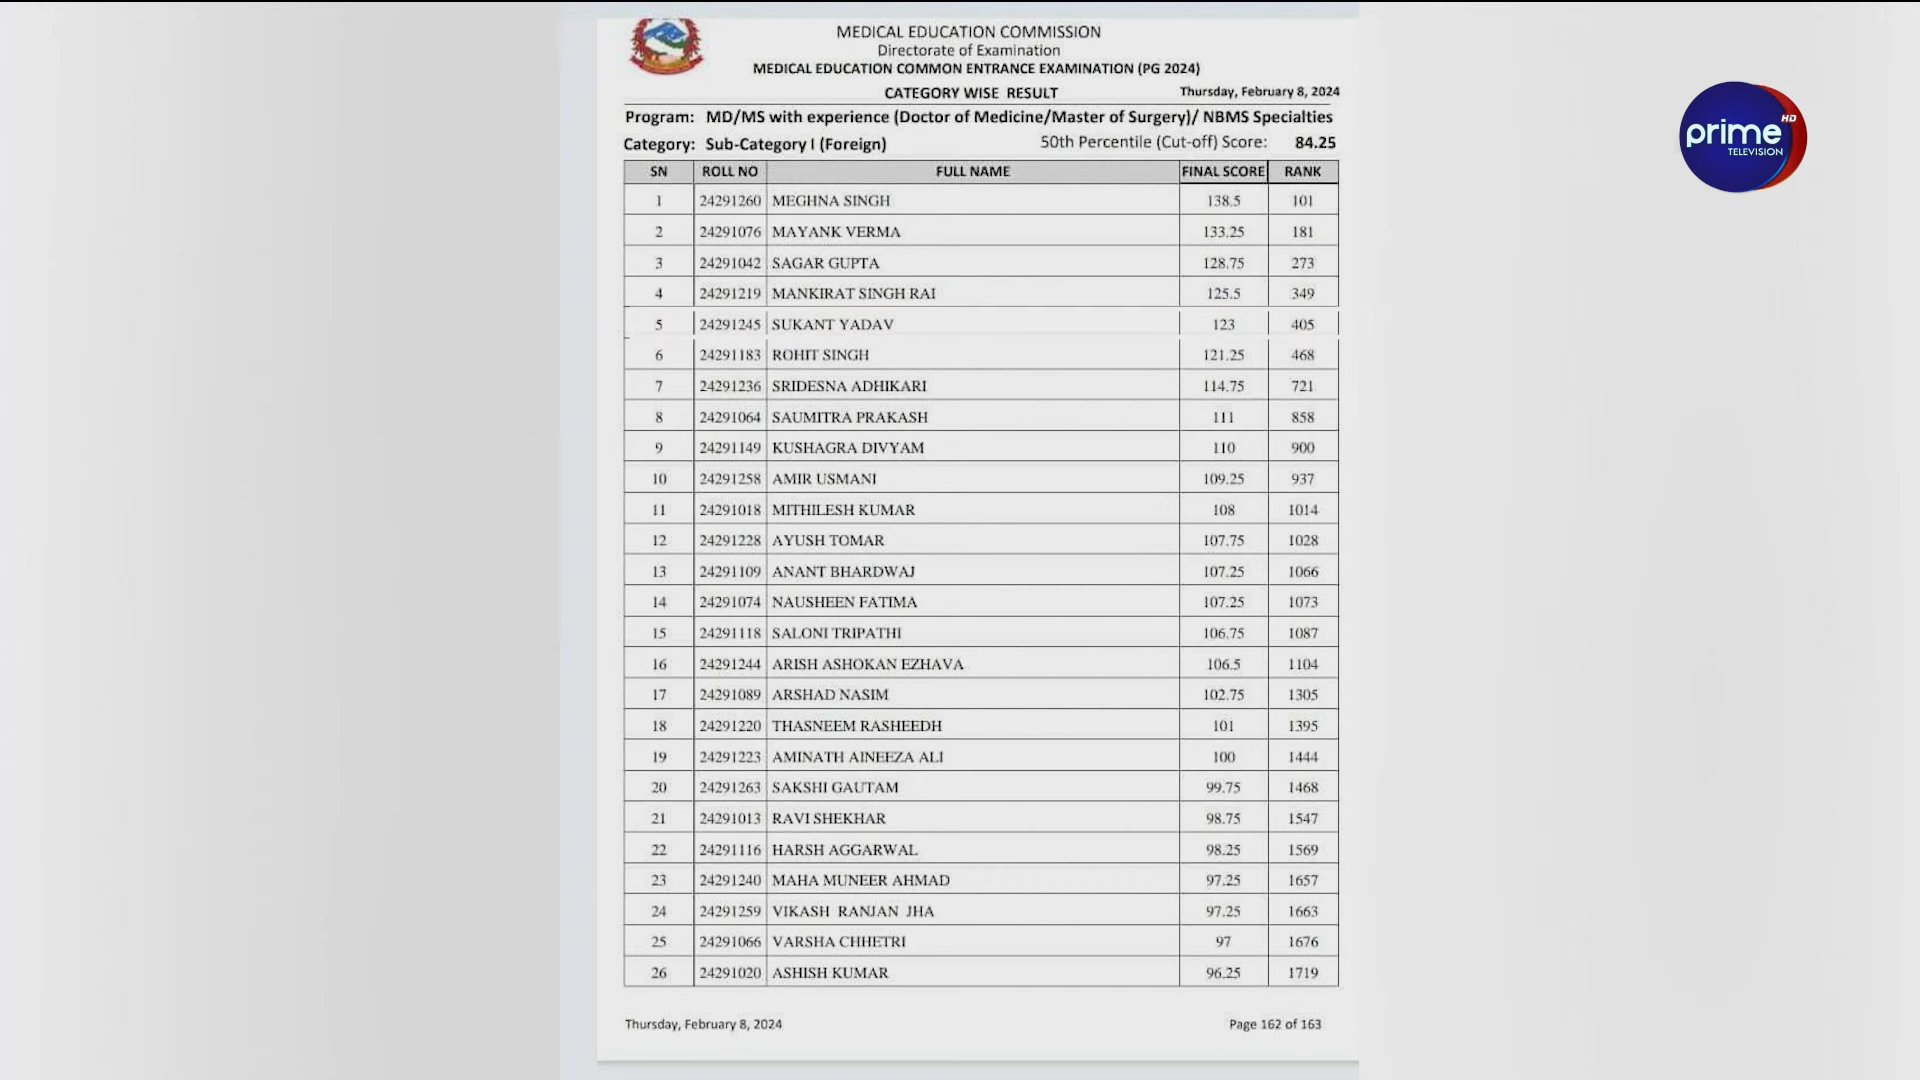 MEDICAL EDUCATION COMMISSION
Directorate of Examination
MEDICAL EDUCATION COMMON ENTRANCE EXAMINATION (PG 2024)
CATEGORY WISE RESULT Thursday, February 8, 2024
Program: MD/MS with experience (Doctor of Medicine/Master of Surgery)/ NBMS Specialties
Category: Sub-Category I (Foreign) 50th Percentile (Cut-off) Score: 84.25
SN ROLL NO FULL NAME FINAL SCORE RANK
1 24291260 MEGHNA SINGH 138.5 101
2 24291076 MAYANK VERMA 133.25 181
3 24291042 SAGAR GUPTA 128.75 273
4 24291219 MANKIRAT SINGH RAI 125.5 349
5 24291245 SUKANT YADAV 123 405
6 24291183 ROHIT SINGH 121.25 468
7 24291236 SRIDESNA ADHIKARI 114.75 721
8 24291064 SAUMITRA PRAKASH 111 858
9 24291149 KUSHAGRA DIVYAM 110 900
10 24291258 AMIR USMANI 109.25 937
11 24291018 MITHILESH KUMAR 108 1014
12 24291228 AYUSH TOMAR 107.75 1028
13 24291109 ANANT BHARDWAJ 107.25 1066
14 24291074 NAUSHEEN FATIMA 107.25 1073
15 24291118 SALONI TRIPATHI 106.75 1087
16 24291244 ARISH ASHOKAN EZHAVA 106.5 1104
17 24291089 ARSHAD NASIM 102.75 1305
18 24291220 THASNEEM RASHEEDH 101 1395
19 24291223 AMINATH AINEEZA ALI 100 1444
20 24291263 SAKSHI GAUTAM 99.75 1468
21 24291013 RAVI SHEKHAR 98.75 1547
22 24291116 HARSH AGGARWAL 98.25 1569
23 24291240 MAHA MUNEER AHMAD 97.25 1657
24 24291259 VIKASH RANJAN JHA 97.25 1663
25 24291066 VARSHA CHHETRI 97 1676
26 24291020 ASHISH KUMAR 96.25 1719
Thursday, February 8, 2024 Page 162 of 163
prime HD
TELEVISION